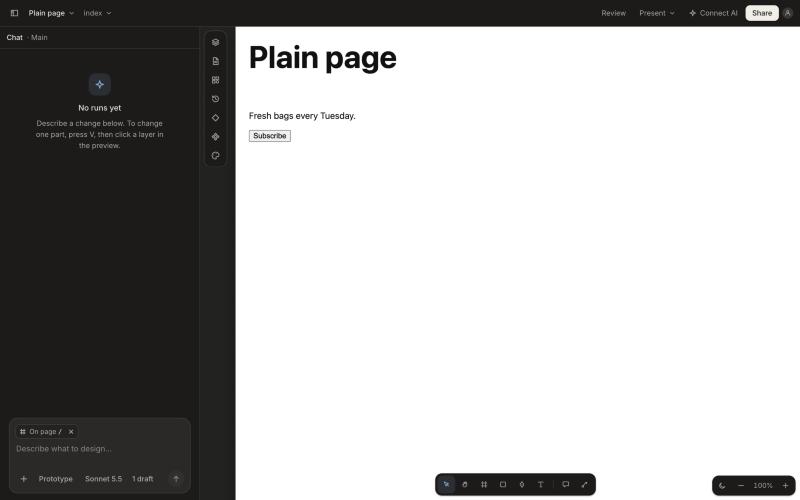 Plain page
index
Review
Present
Connect AI
Share
Chat · Main
No runs yet
Describe a change below. To change
one part, press V, then click a layer in
the preview.
Plain page
Fresh bags every Tuesday.
Subscribe
On page /
Describe what to design...
Prototype
Sonnet 5.5
1 draft
100%